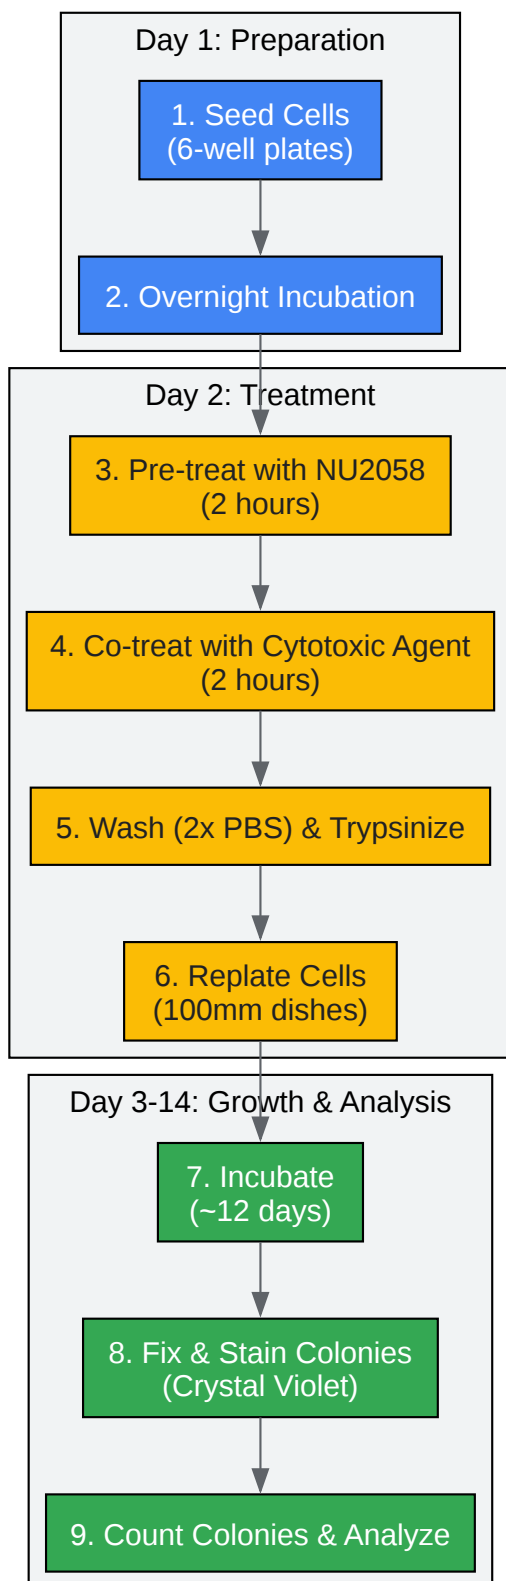 Day 1: Preparation
1. Seed Cells
(6-well plates)
2. Overnight Incubation
Day 2: Treatment
3. Pre-treat with NU2058
(2 hours)
4. Co-treat with Cytotoxic Agent
(2 hours)
5. Wash (2x PBS) & Trypsinize
6. Replate Cells
(100mm dishes)
Day 3-14: Growth & Analysis
7. Incubate
(~12 days)
8. Fix & Stain Colonies
(Crystal Violet)
9. Count Colonies & Analyze